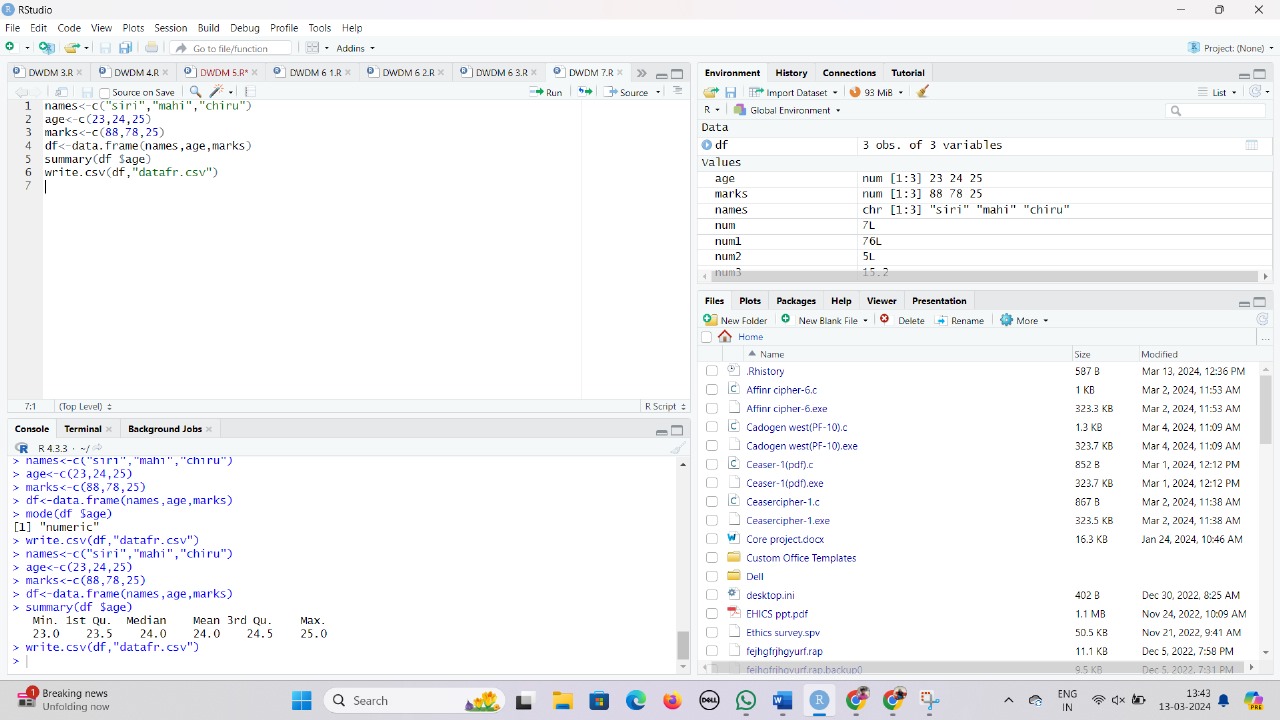 RStudio
File Edit Code View Plots Session Build Debug Profile Tools Help
Go to file/function Addins Project: (None)
DWDM 3.R DWDM 4.R DWDM 5.R* DWDM 6 1.R DWDM 6 2.R DWDM 6 3.R DWDM 7.R
Source on Save Run Source
names<-c("siri","mahi","chiru")
2 age<-c(23,24,25)
3 marks<-c(88,78,25)
4 df<-data.frame(names,age,marks)
5 summary(df $age)
6 write.csv(df,"datafr.csv")
7
7:1 (Top Level) R Script
Console Terminal Background Jobs
R 4.3.3 · ~/
> names<-c("siri","mahi","chiru")
> age<-c(23,24,25)
> marks<-c(88,78,25)
> df<-data.frame(names,age,marks)
> mode(df $age)
[1] "numeric"
> write.csv(df,"datafr.csv")
> names<-c("siri","mahi","chiru")
> age<-c(23,24,25)
> marks<-c(88,78,25)
> df<-data.frame(names,age,marks)
> summary(df $age)
Min. 1st Qu. Median Mean 3rd Qu. Max.
23.0 23.5 24.0 24.0 24.5 25.0
> write.csv(df,"datafr.csv")
>
Environment History Connections Tutorial
Import Dataset 93 MiB List
R Global Environment
Data
df 3 obs. of 3 variables
Values
age num [1:3] 23 24 25
marks num [1:3] 88 78 25
names chr [1:3] "siri" "mahi" "chiru"
num 7L
num1 76L
num2 5L
num3 15.2
Files Plots Packages Help Viewer Presentation
New Folder New Blank File Delete Rename More
Home ...
Name Size Modified
.Rhistory 587 B Mar 13, 2024, 12:36 PM
Affinr cipher-6.c 1 KB Mar 2, 2024, 11:53 AM
Affinr cipher-6.exe 323.3 KB Mar 2, 2024, 11:53 AM
Cadogen west(PF-10).c 1.3 KB Mar 4, 2024, 11:09 AM
Cadogen west(PF-10).exe 323.7 KB Mar 4, 2024, 11:09 AM
Ceaser-1(pdf).c 852 B Mar 1, 2024, 12:12 PM
Ceaser-1(pdf).exe 323.7 KB Mar 1, 2024, 12:12 PM
Ceasercipher-1.c 867 B Mar 2, 2024, 11:38 AM
Ceasercipher-1.exe 323.5 KB Mar 2, 2024, 11:38 AM
Core project.docx 16.3 KB Jan 24, 2024, 10:46 AM
Custom Office Templates
Dell
desktop.ini 402 B Dec 30, 2022, 8:25 AM
EHICS ppt.pdf 1.1 MB Nov 24, 2022, 10:09 AM
Ethics survey.spv 50.5 KB Nov 21, 2022, 9:41 AM
fejhgfrjhgyurf.rap 11.1 KB Dec 5, 2022, 7:58 PM
9.5 KB Dec 5, 2022, 7:31 PM
1 Breaking news
Unfolding now
Search
DELL
ENG
IN
13:43
13-03-2024
PRE